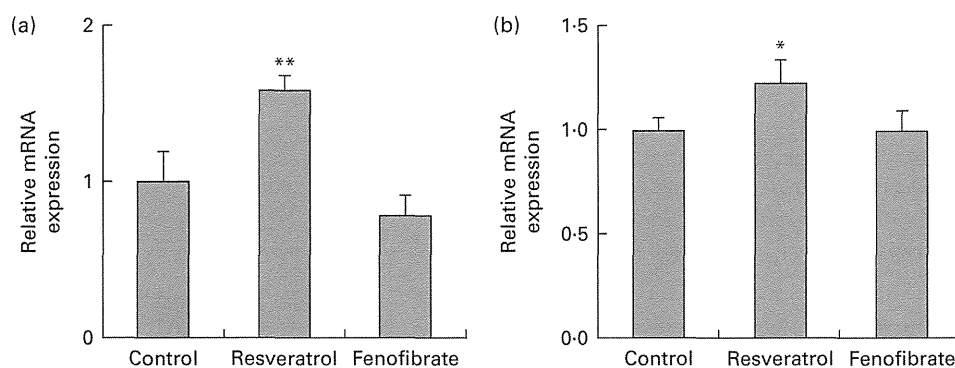 (a)
2
1
0
Relative mRNA
expression
**
Control Resveratrol Fenofibrate
(b)
1·5
1·0
0·5
0·0
Relative mRNA
expression
*
Control Resveratrol Fenofibrate